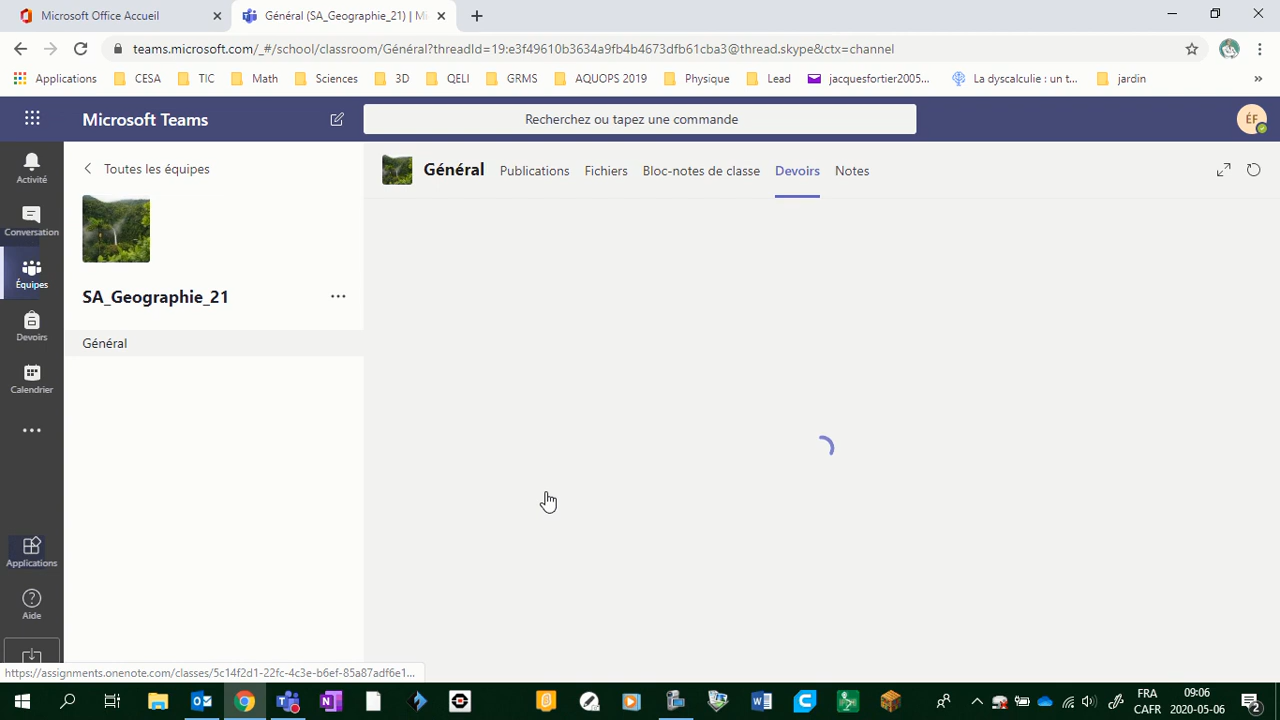 Microsoft Office Accueil
Général (SA_Geographie_21) | Mi
teams.microsoft.com/_#/school/classroom/Général?threadId=19:e3f49610b3634a9fb4b4673dfb61cba3@thread.skype&ctx=channel
Applications CESA TIC Math Sciences 3D QELI GRMS AQUOPS 2019 Physique Lead jacquesfortier2005... La dyscalculie : un t... jardin »
Microsoft Teams
Recherchez ou tapez une commande
ÉF
Activité
Conversation
Équipes
Devoirs
Calendrier
Applications
Aide
Toutes les équipes
SA_Geographie_21
Général
Général Publications Fichiers Bloc-notes de classe Devoirs Notes
https://assignments.onenote.com/classes/5c14f2d1-22fc-4c3e-b6ef-85a87adf6e1...
FRA
CAFR
09:06
2020-05-06
2